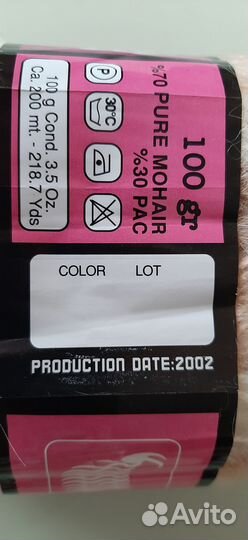 100 gr
%70 PURE MOHAIR
%30 PAC
P
30°C
100 g Cond. 3.5 Oz.
Ca. 200 mt. - 218.7 Yds
COLOR LOT
PRODUCTION DATE:2002
Avito